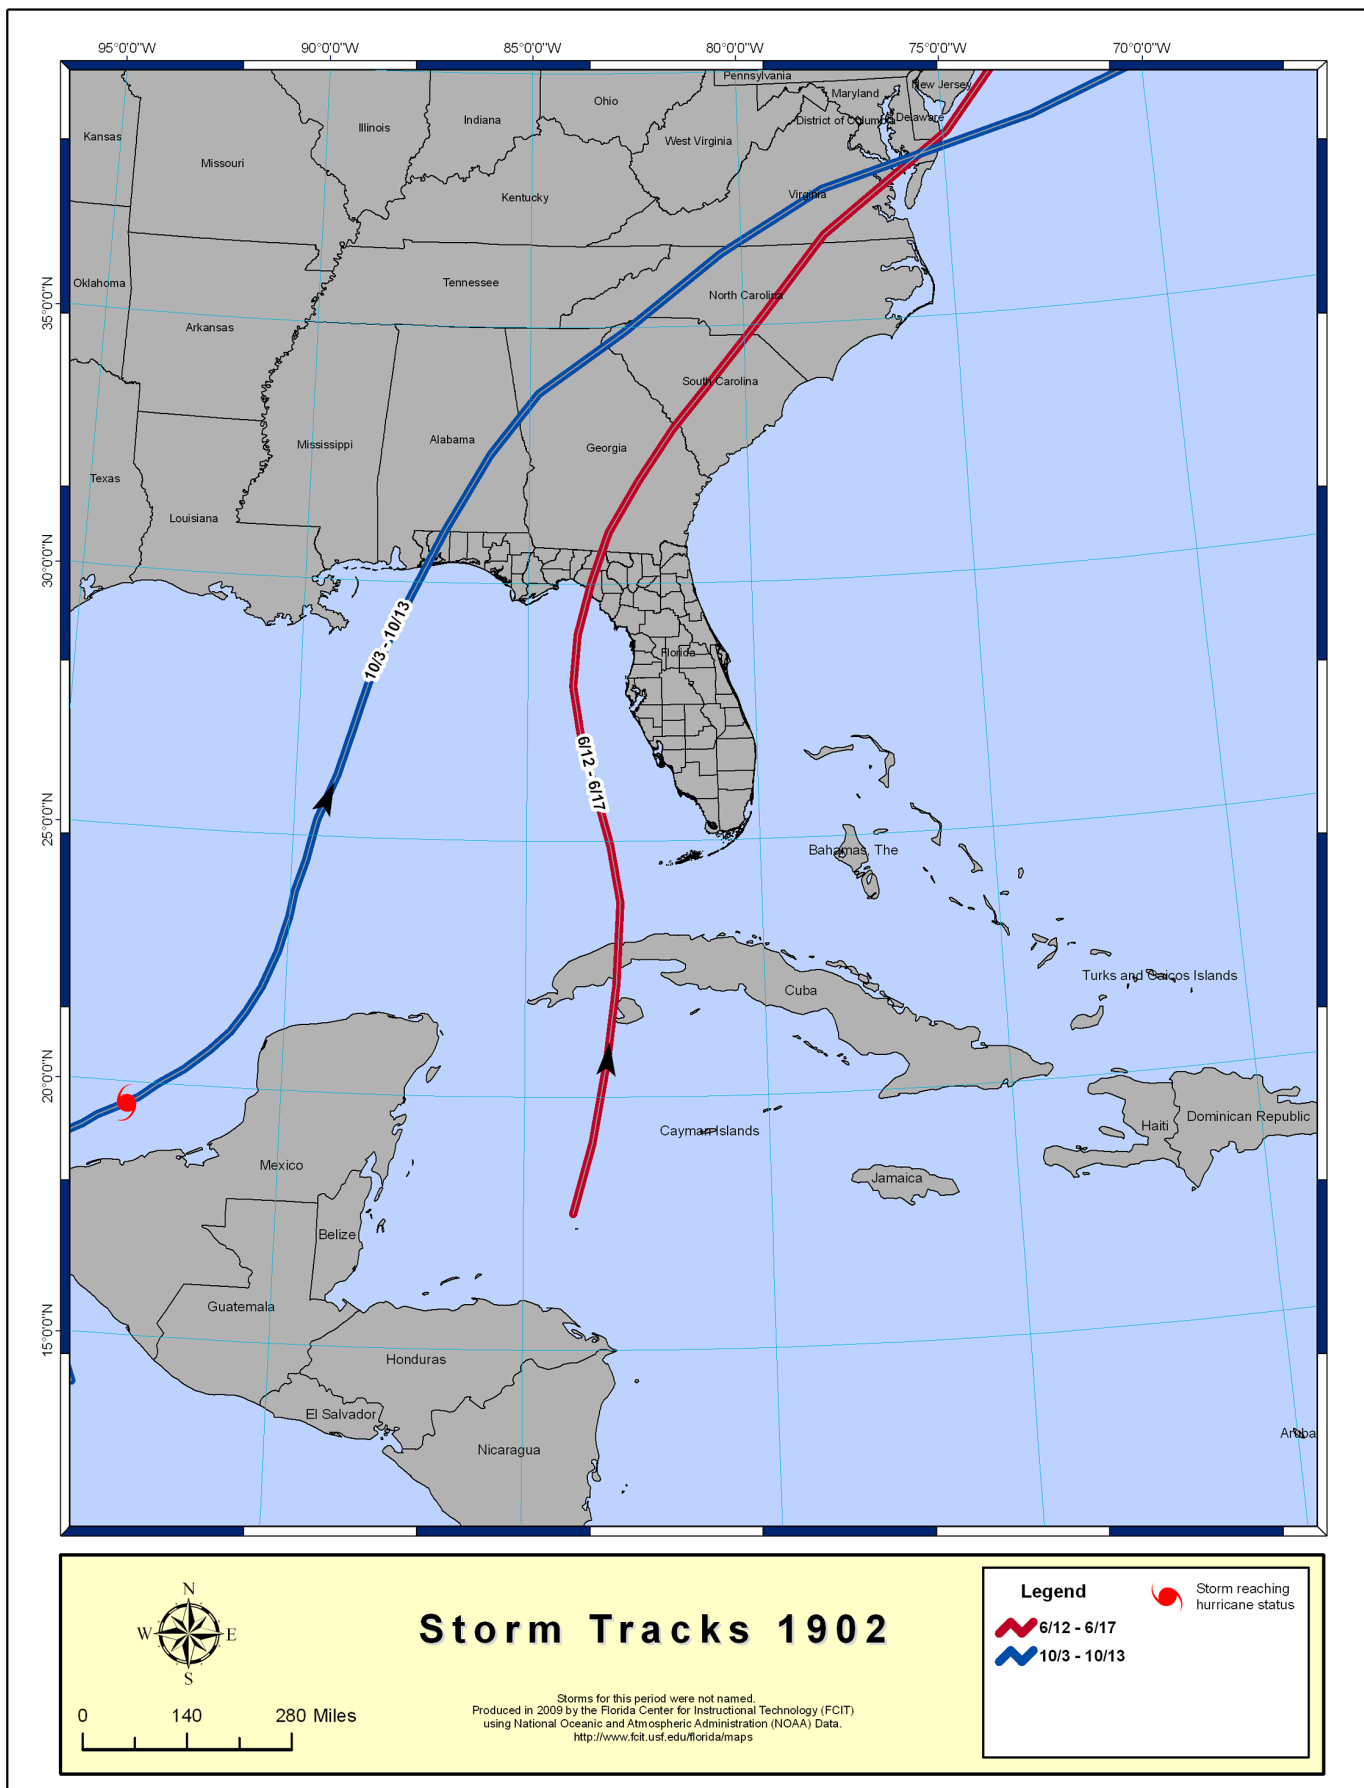 95°0'0"W 90°0'0"W 85°0'0"W 80°0'0"W 75°0'0"W 70°0'0"W
Pennsylvania
New Jersey
Maryland
Ohio
Delaware
District of Columbia
Indiana
Illinois
Kansas
West Virginia
Missouri
Virginia
Kentucky
Oklahoma
Tennessee
North Carolina
35°0'0"N
Arkansas
South Carolina
Alabama
Mississippi
Georgia
Texas
Louisiana
30°0'0"N
10/3 - 10/13
Florida
6/12 - 6/17
25°0'0"N
Bahamas, The
Turks and Caicos Islands
Cuba
20°0'0"N
Dominican Republic
Haiti
Cayman Islands
Mexico
Jamaica
Belize
Guatemala
15°0'0"N
Honduras
El Salvador
Aruba
Nicaragua
N
W E
S
0 140 280 Miles
Storm Tracks 1902
Storms for this period were not named.
Produced in 2009 by the Florida Center for Instructional Technology (FCIT)
using National Oceanic and Atmospheric Administration (NOAA) Data.
http://www.fcit.usf.edu/florida/maps
Legend
6/12 - 6/17
10/3 - 10/13
Storm reaching
hurricane status